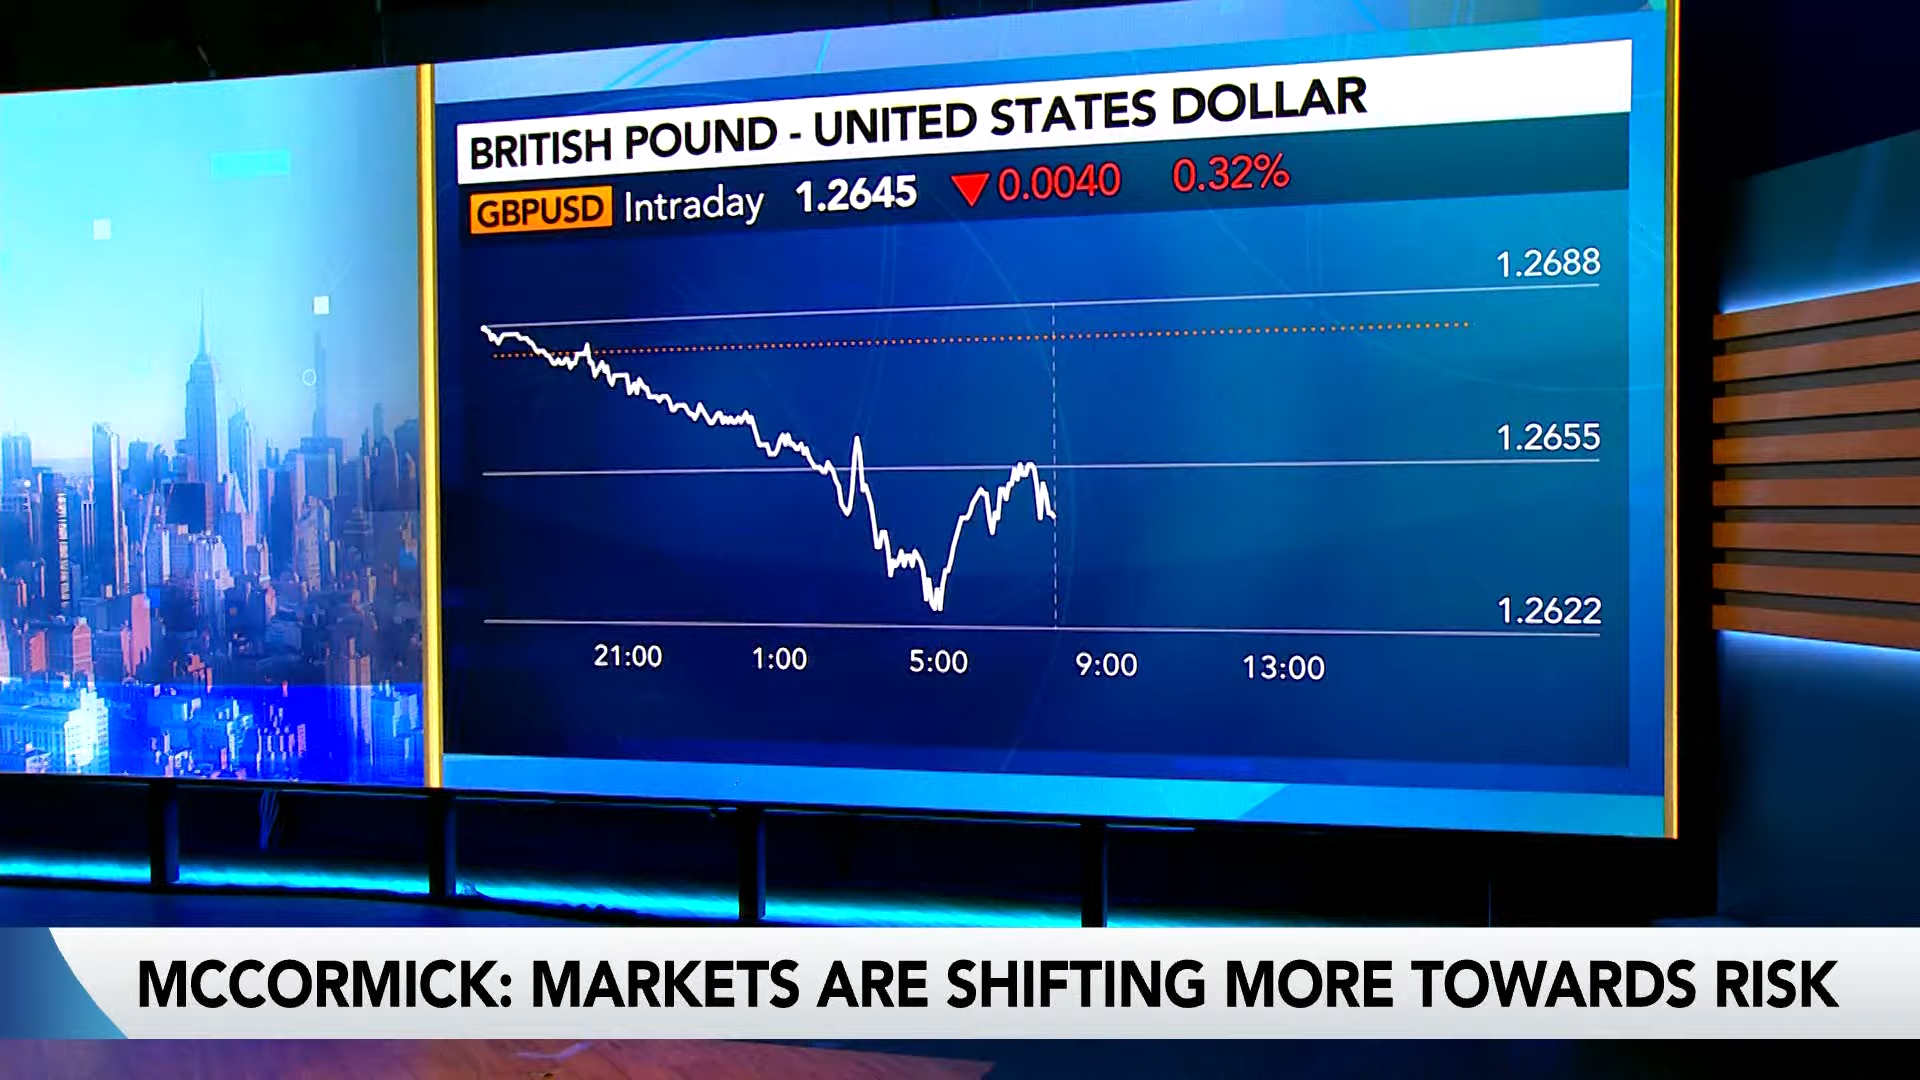 BRITISH POUND - UNITED STATES DOLLAR
GBPUSD Intraday 1.2645 ▼0.0040 0.32%
1.2688
1.2655
1.2622
21:00 1:00 5:00 9:00 13:00
MCCORMICK: MARKETS ARE SHIFTING MORE TOWARDS RISK